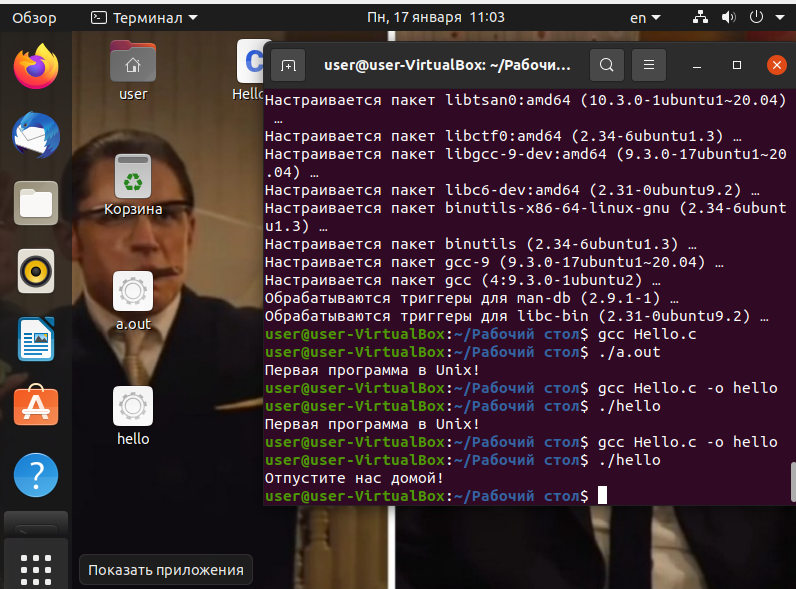 Обзор
Терминал
Пн, 17 января 11:03
en
user@user-VirtualBox: ~/Рабочи…
user
Hello
Корзина
a.out
hello
Настраивается пакет libtsan0:amd64 (10.3.0-1ubuntu1~20.04)
…
Настраивается пакет libctf0:amd64 (2.34-6ubuntu1.3) …
Настраивается пакет libgcc-9-dev:amd64 (9.3.0-17ubuntu1~20
.04) …
Настраивается пакет libc6-dev:amd64 (2.31-0ubuntu9.2) …
Настраивается пакет binutils-x86-64-linux-gnu (2.34-6ubunt
u1.3) …
Настраивается пакет binutils (2.34-6ubuntu1.3) …
Настраивается пакет gcc-9 (9.3.0-17ubuntu1~20.04) …
Настраивается пакет gcc (4:9.3.0-1ubuntu2) …
Обрабатываются триггеры для man-db (2.9.1-1) …
Обрабатываются триггеры для libc-bin (2.31-0ubuntu9.2) …
user@user-VirtualBox:~/Рабочий стол$ gcc Hello.c
user@user-VirtualBox:~/Рабочий стол$ ./a.out
Первая программа в Unix!
user@user-VirtualBox:~/Рабочий стол$ gcc Hello.c -o hello
user@user-VirtualBox:~/Рабочий стол$ ./hello
Первая программа в Unix!
user@user-VirtualBox:~/Рабочий стол$ gcc Hello.c -o hello
user@user-VirtualBox:~/Рабочий стол$ ./hello
Отпустите нас домой!
user@user-VirtualBox:~/Рабочий стол$
Показать приложения